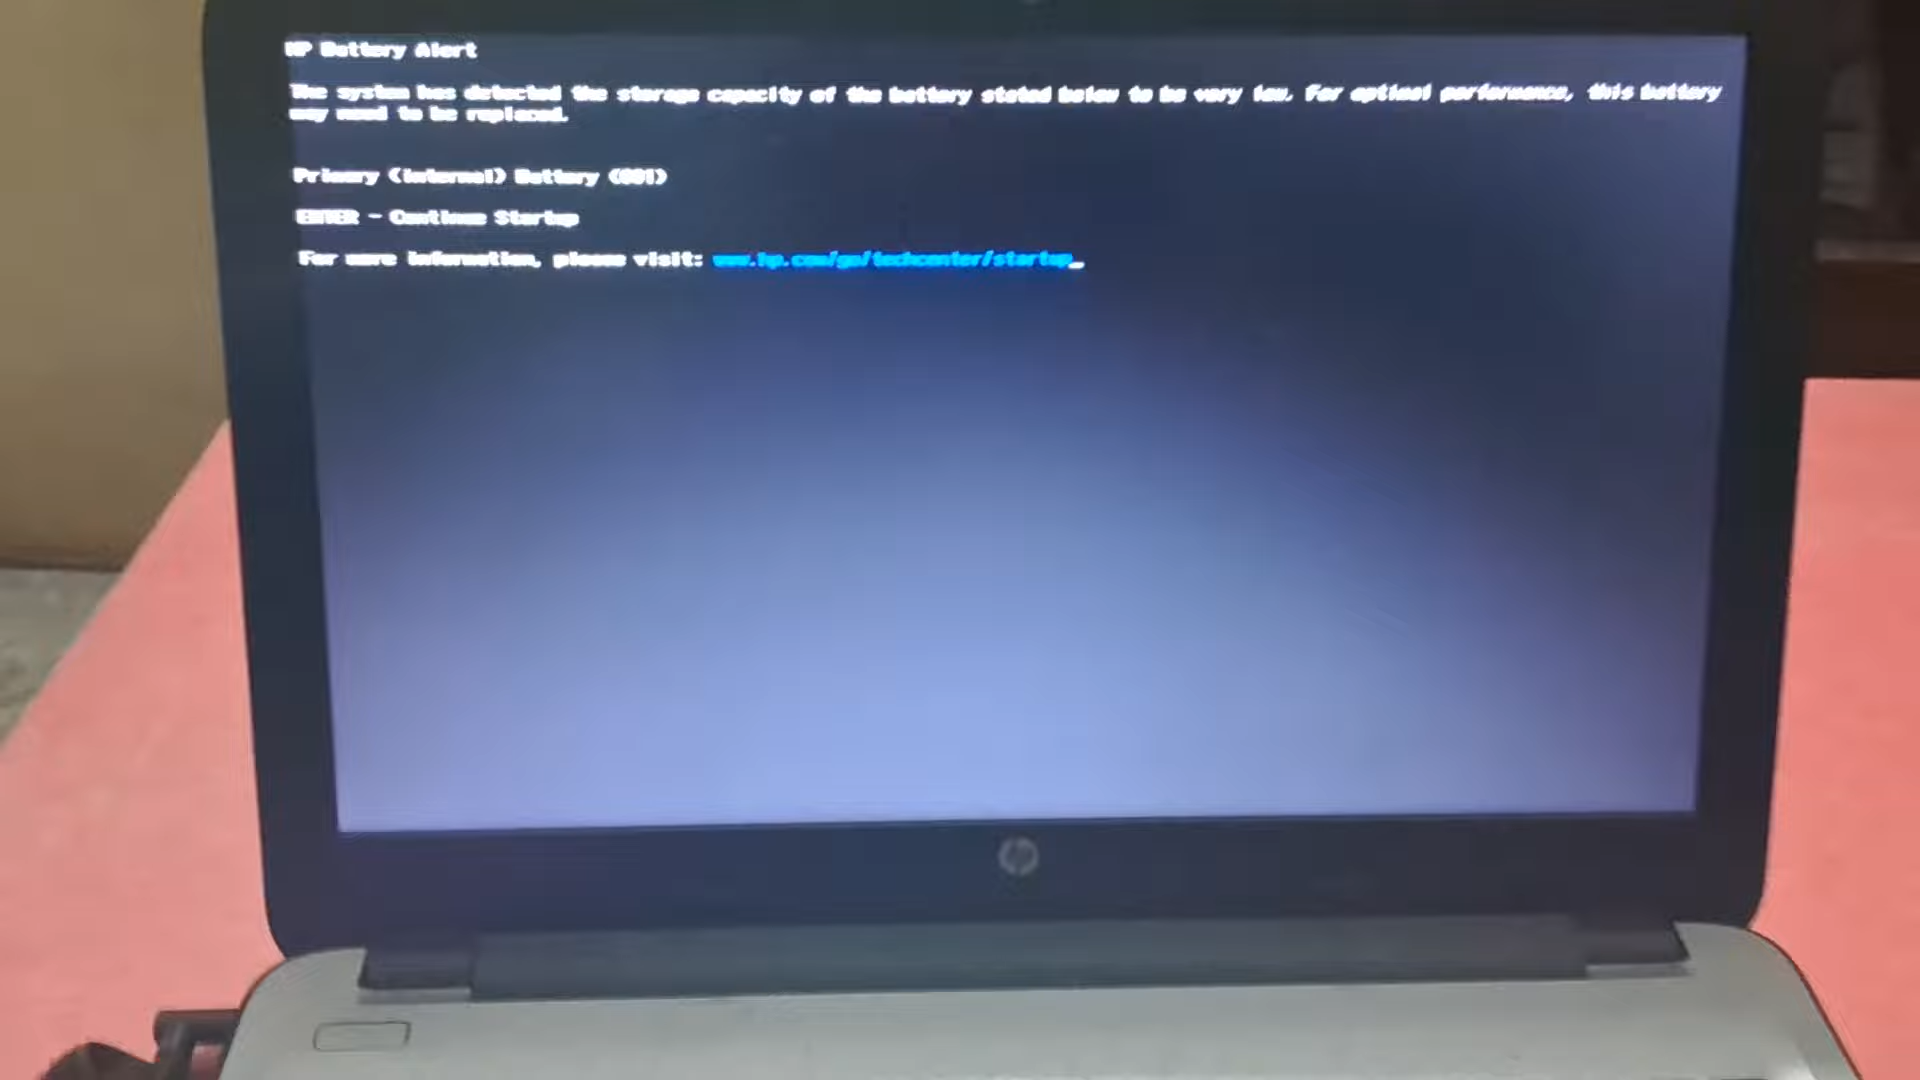 HP Battery Alert
The system has detected the storage capacity of the battery stated below to be very low. For optimal performance, this battery
may need to be replaced.
Primary (internal) Battery (601)
ENTER - Continue Startup
For more information, please visit: www.hp.com/go/techcenter/startup
hp